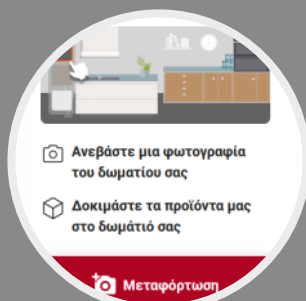 Ανεβάστε μια φωτογραφία
του δωματίου σας
Δοκιμάστε τα προϊόντα μας
στο δωμάτιό σας
Μεταφόρτωση